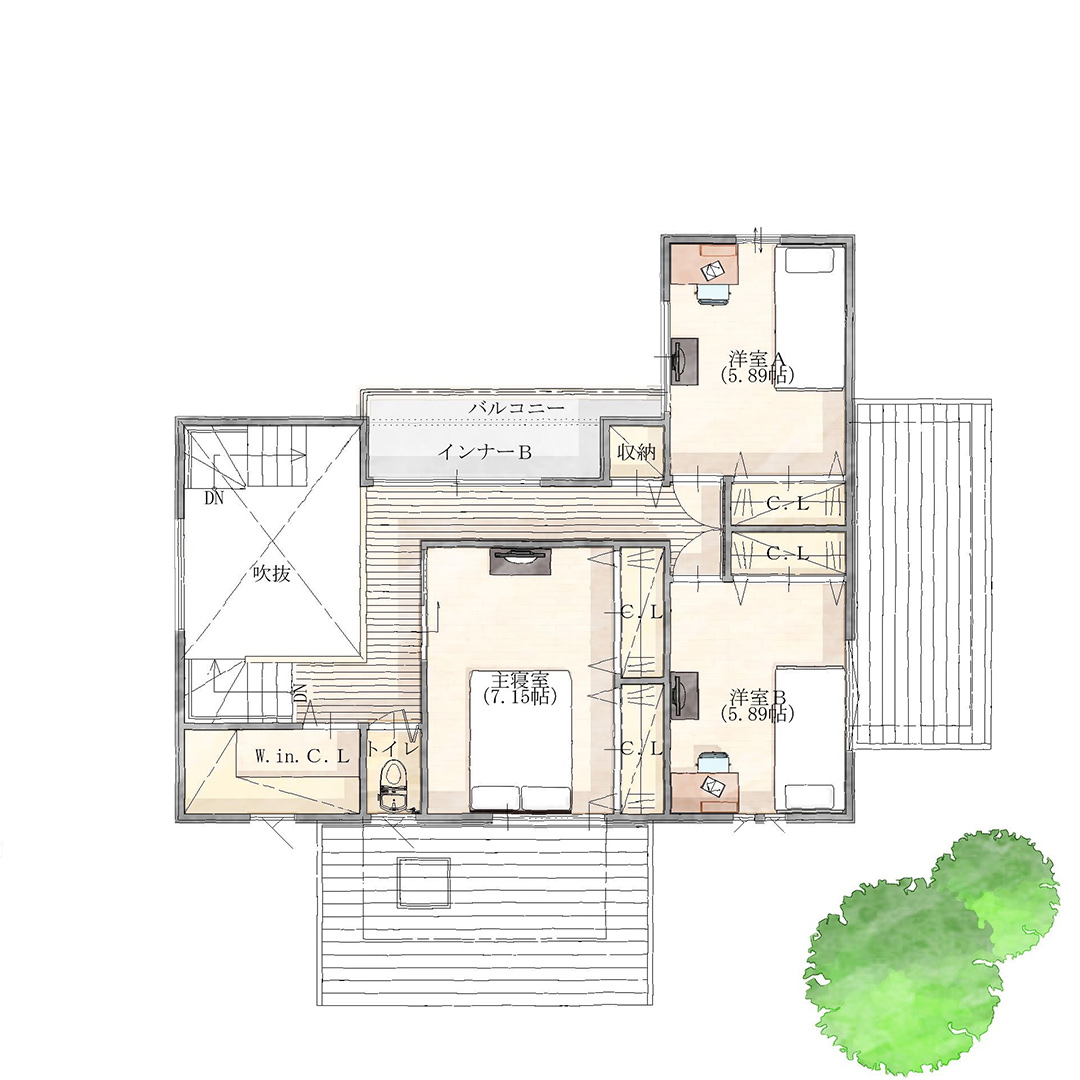 洋室A
(5.89帖)
バルコニー
インナーB
収納
DN
C.L
C.L
吹抜
C.L
主寝室
(7.15帖)
DN
洋室B
(5.89帖)
W.in.C.L
トイレ
C.L